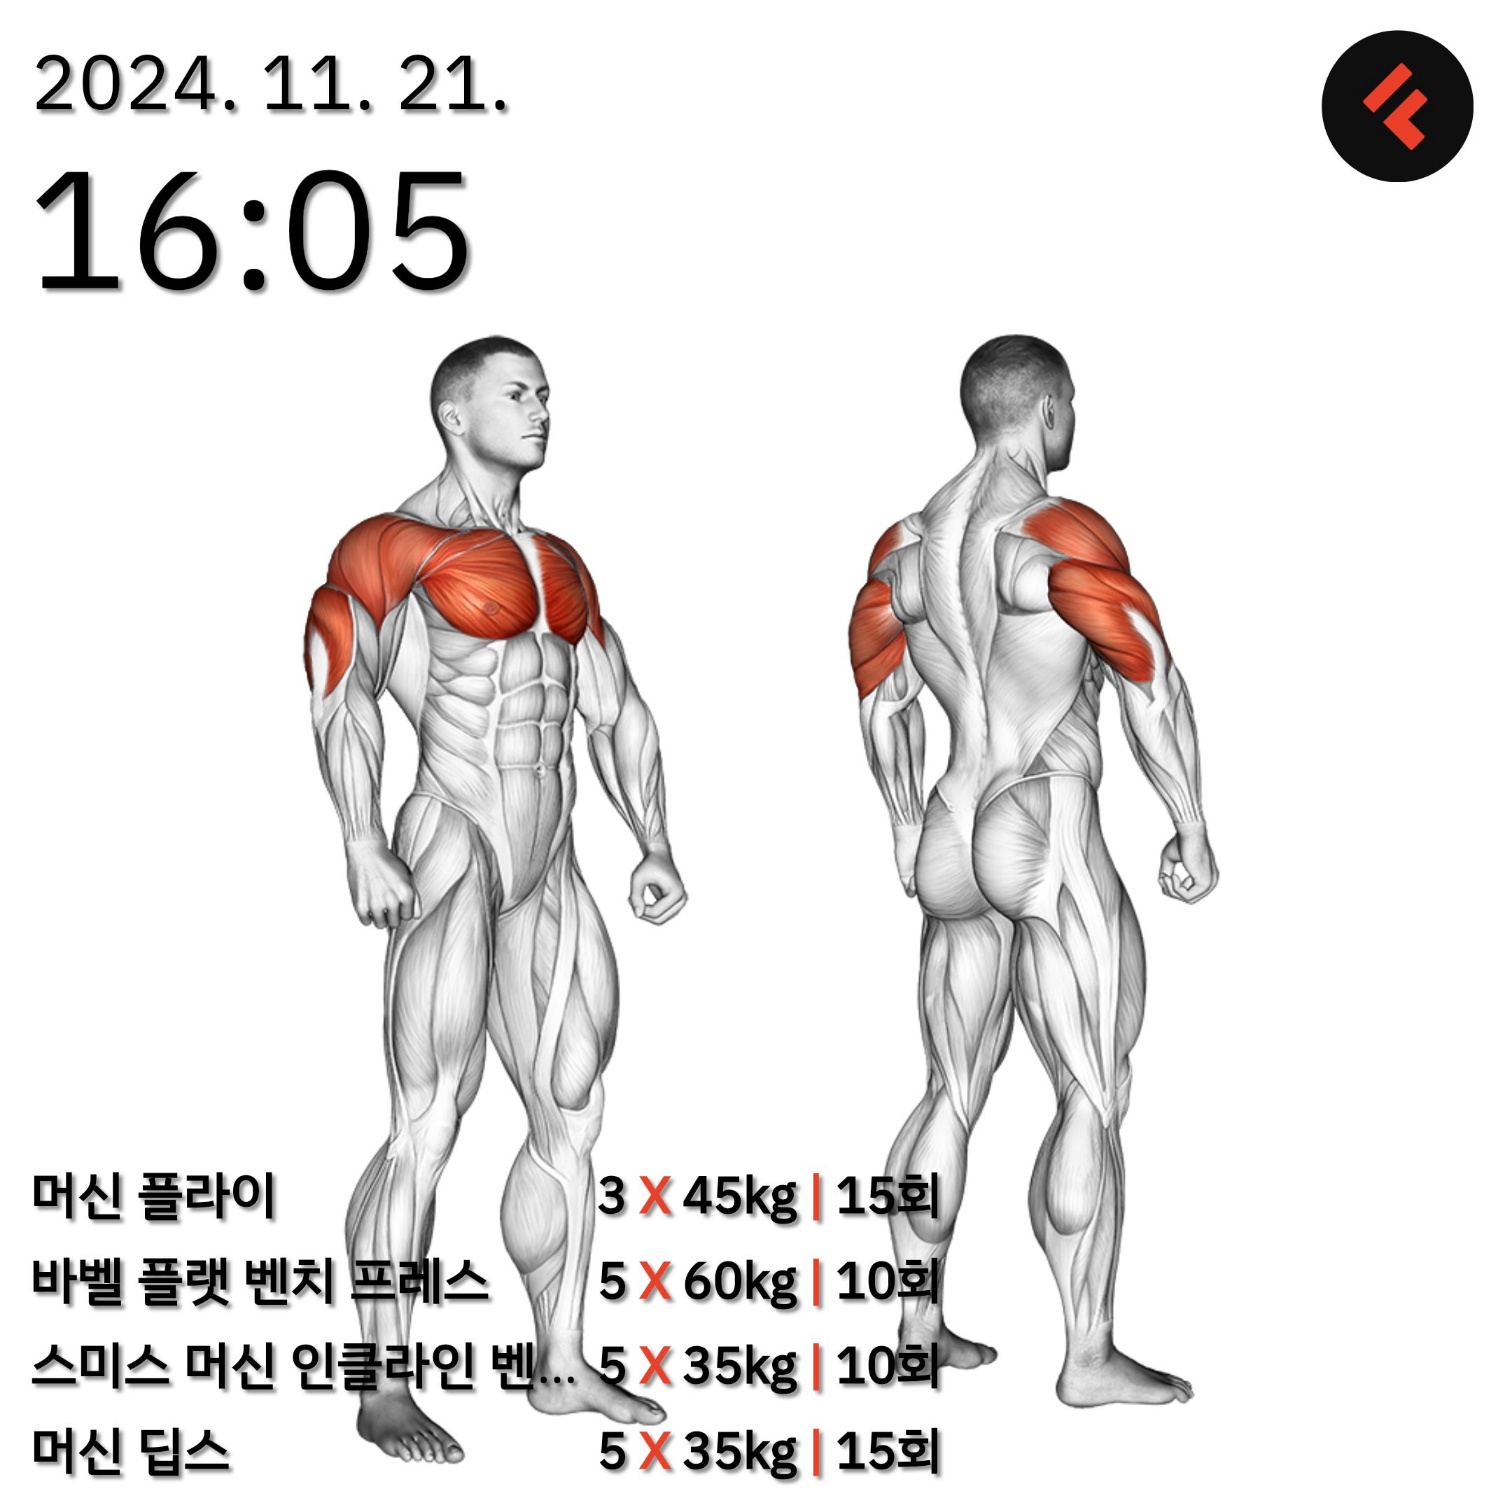 2024. 11. 21.
16:05
머신 플라이 3 X 45kg | 15회
바벨 플랫 벤치 프레스 5 X 60kg | 10회
스미스 머신 인클라인 벤... 5 X 35kg | 10회
머신 딥스 5 X 35kg | 15회